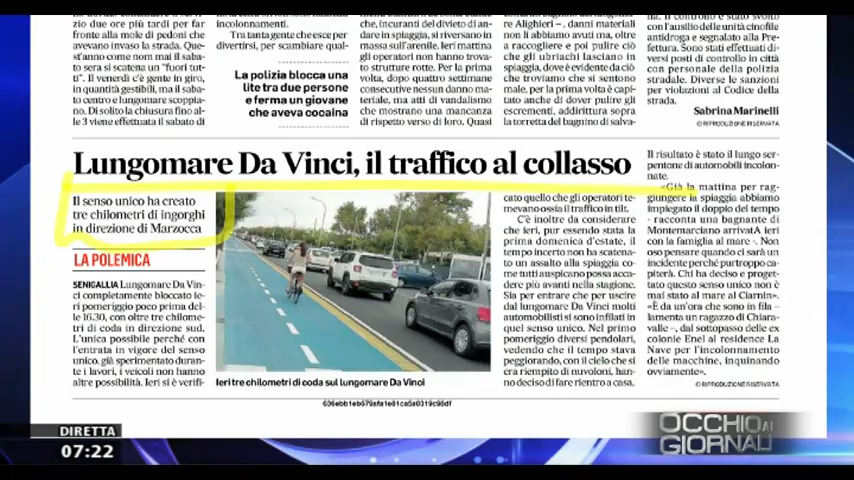 zio due ore più tardi per far
fronte alla mole di pedoni che
avevano invaso la strada. Que-
st'anno come nel mai il sabato
sera si scatena un "fuori tut-
ti". Il venerdì c'è gente in giro,
in quantità gestibili, ma il sa-
bato centro e lungomare scoppia-
no. Di solito la chiusura fino al-
le 3 viene effettuata il sabato di
incolonnamenti.
Tra tanta gente che esce per
divertirsi, per scambiare qual-
La polizia blocca una
lite tra due persone
e ferma un giovane
che aveva cocaina
che, incuranti del divieto di an-
dare in spiaggia, si riversano in
massa sull'arenile. Ieri mattina
gli operatori non hanno trova-
to strutture rotte. Per la prima
volta, dopo quattro settimane
consecutive nessun danno ma-
teriale, ma atti di vandalismo
che mostrano una mancanza
di rispetto verso di loro. Quasi
re Alighieri –, danni materiali
non li abbiamo avuti ma, oltre
a raccogliere e poi pulire ciò
che gli ubriachi lasciano in
spiaggia, dove è evidente da ciò
che troviamo che si sentono
male, per la prima volta è capi-
tato anche di dover pulire gli
escrementi, addirittura sopra
la torretta del bagnino di salva-
con l'ausilio delle unità cinofile
antidroga e segnalato alla Pre-
fettura. Sono stati effettuati di-
versi posti di controllo in città
con personale della polizia
stradale. Diverse le sanzioni
per violazioni al Codice della
strada.
Sabrina Marinelli
© RIPRODUZIONE RISERVATA
Lungomare Da Vinci, il traffico al collasso
Il senso unico ha creato
tre chilometri di ingorghi
in direzione di Marzocca
LA POLEMICA
SENIGALLIA Lungomare Da Vin-
ci completamente bloccato ie-
ri pomeriggio poco prima del-
le 16.30, con oltre tre chilome-
tri di coda in direzione sud.
L'unica possibile perché con
l'entrata in vigore del senso
unico, già sperimentato duran-
te i lavori, i veicoli non hanno
altre possibilità. Ieri si è verifi-
Ieri tre chilometri di coda sul lungomare Da Vinci
cato quello che gli operatori te-
mevano ossia il traffico in tilt.
C'è inoltre da considerare
che ieri, pur essendo stata la
prima domenica d'estate, il
tempo incerto non ha scatena-
to un assalto alla spiaggia co-
me tutti auspicano possa acca-
dere più avanti nella stagione.
Sia per entrare che per uscire
dal lungomare Da Vinci molti
automobilisti si sono infilati in
quel senso unico. Nel primo
pomeriggio diversi pendolari,
vedendo che il tempo stava
peggiorando, con il cielo che si
era riempito di nuvoloni, han-
no deciso di fare rientro a casa.
Il risultato è stato il lungo ser-
pentone di automobili incolon-
nate.
«Già la mattina per rag-
giungere la spiaggia abbiamo
impiegato il doppio del tempo
- racconta una bagnante di
Montemarciano arrivatA ieri
con la famiglia al mare -. Non
oso pensare quando ci sarà un
incidente perché purtroppo ca-
piterà. Chi ha deciso e proget-
tato questo senso unico non è
mai stato al mare al Ciarnin».
«È da un'ora che sono in fila –
lamenta un ragazzo di Chiara-
valle –, dal sottopasso delle ex
colonie Enel al residence La
Nave per l'incolonnamento
delle macchine, inquinando
ovviamente».
© RIPRODUZIONE RISERVATA
DIRETTA
07:22
OCCHIO AI
GIORNALI